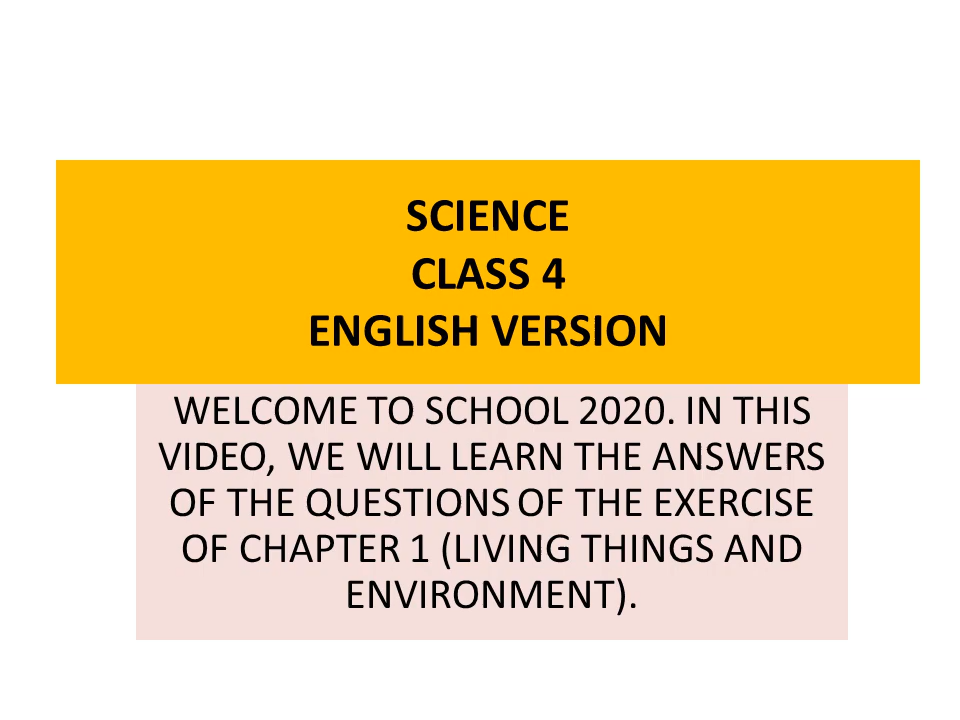 SCIENCE
CLASS 4
ENGLISH VERSION
WELCOME TO SCHOOL 2020. IN THIS
VIDEO, WE WILL LEARN THE ANSWERS
OF THE QUESTIONS OF THE EXERCISE
OF CHAPTER 1 (LIVING THINGS AND
ENVIRONMENT).